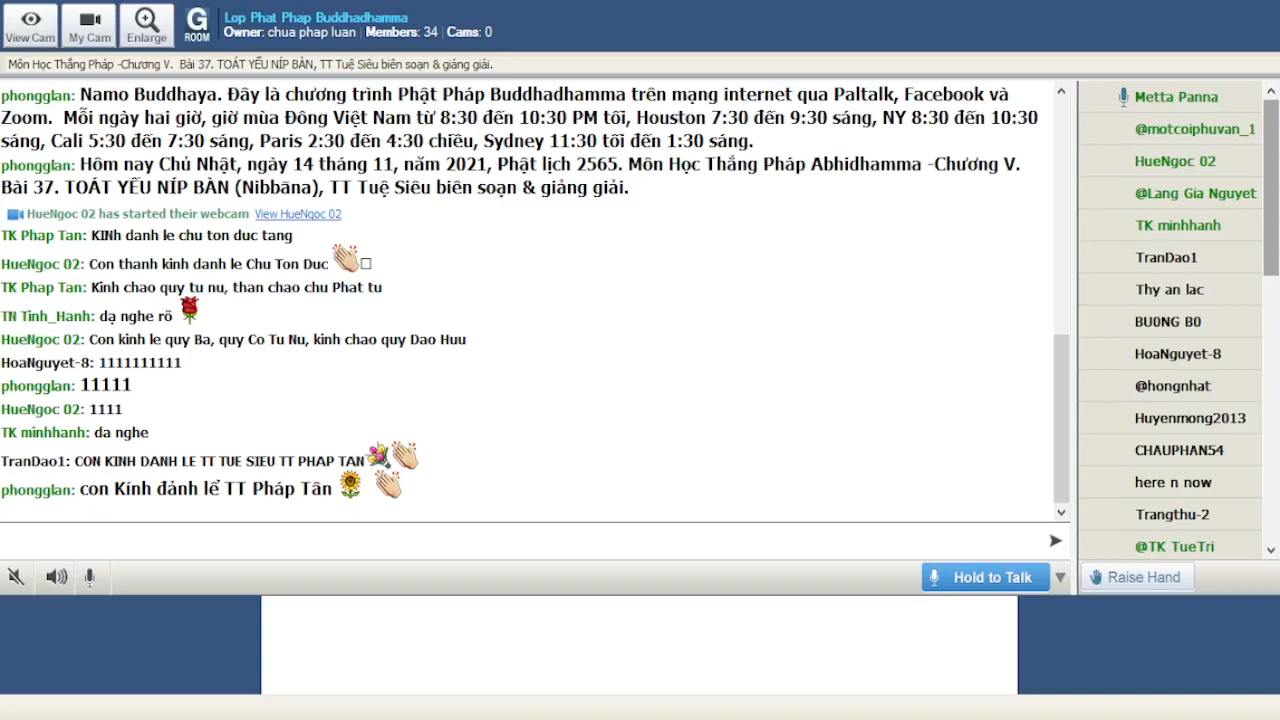 View Cam
My Cam
Enlarge
G
ROOM
Lop Phat Phap Buddhadhamma
Owner: chua phap luan | Members: 34 | Cams: 0
Môn Học Thắng Pháp -Chương V.  Bài 37. TOÁT YẾU NÍP BÀN, TT Tuệ Siêu biên soạn & giảng giải.
phongglan: Namo Buddhaya. Đây là chương trình Phật Pháp Buddhadhamma trên mạng internet qua Paltalk, Facebook và
Zoom.  Mỗi ngày hai giờ, giờ mùa Đông Việt Nam từ 8:30 đến 10:30 PM tối, Houston 7:30 đến 9:30 sáng, NY 8:30 đến 10:30
sáng, Cali 5:30 đến 7:30 sáng, Paris 2:30 đến 4:30 chiều, Sydney 11:30 tối đến 1:30 sáng.
phongglan: Hôm nay Chủ Nhật, ngày 14 tháng 11, năm 2021, Phật lịch 2565. Môn Học Thắng Pháp Abhidhamma -Chương V.
Bài 37. TOÁT YẾU NÍP BÀN (Nibbāna), TT Tuệ Siêu biên soạn & giảng giải.
HueNgoc 02 has started their webcam View HueNgoc 02
TK Phap Tan: KINh danh le chu ton duc tang
HueNgoc 02: Con thanh kinh danh le Chu Ton Duc
TK Phap Tan: Kinh chao quy tu nu, than chao chu Phat tu
TN Tinh_Hanh: dạ nghe rõ
HueNgoc 02: Con kinh le quy Ba, quy Co Tu Nu, kinh chao quy Dao Huu
HoaNguyet-8: 1111111111
phongglan: 11111
HueNgoc 02: 1111
TK minhhanh: da nghe
TranDao1: CON KINH DANH LE TT TUE SIEU TT PHAP TAN
phongglan: con Kính đảnh lể TT Pháp Tân
Hold to Talk
Metta Panna
@motcoiphuvan_1
HueNgoc 02
@Lang Gia Nguyet
TK minhhanh
TranDao1
Thy an lac
BU0NG B0
HoaNguyet-8
@hongnhat
Huyenmong2013
CHAUPHAN54
here n now
Trangthu-2
@TK TueTri
Raise Hand